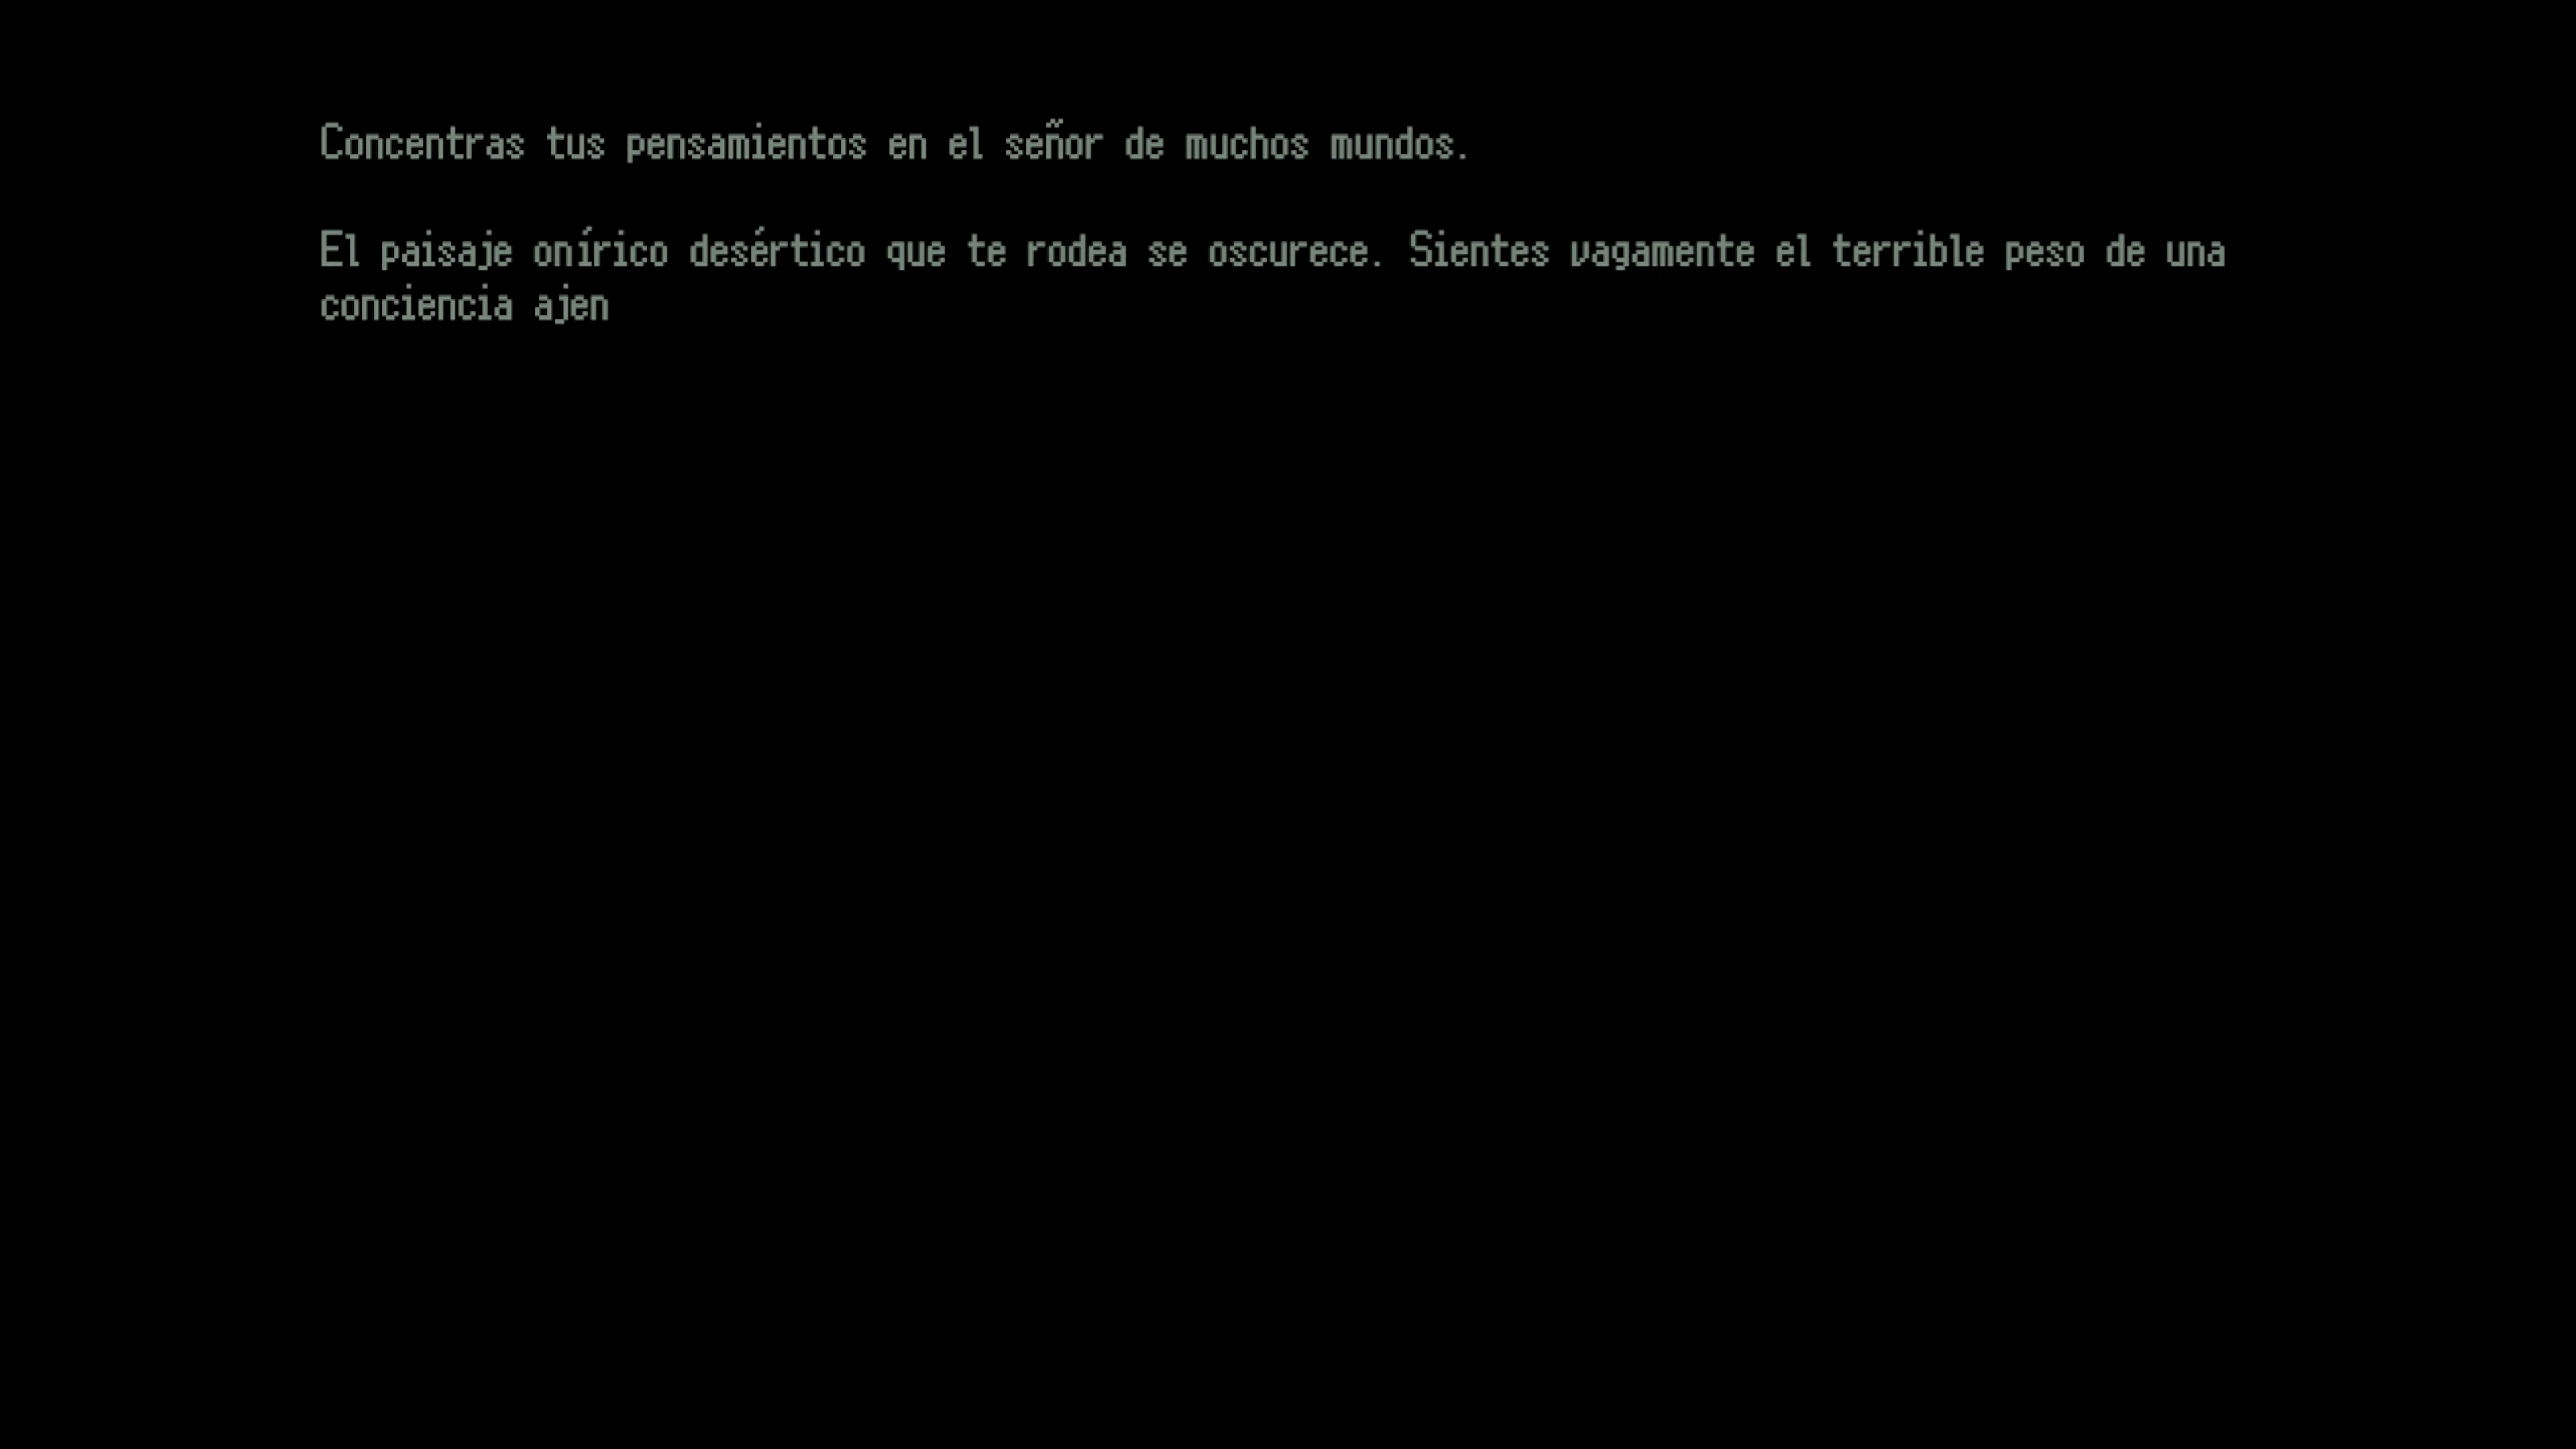 Concentras tus pensamientos en el señor de muchos mundos.
El paisaje onírico desértico que te rodea se oscurece. Sientes vagamente el terrible peso de una
conciencia ajen